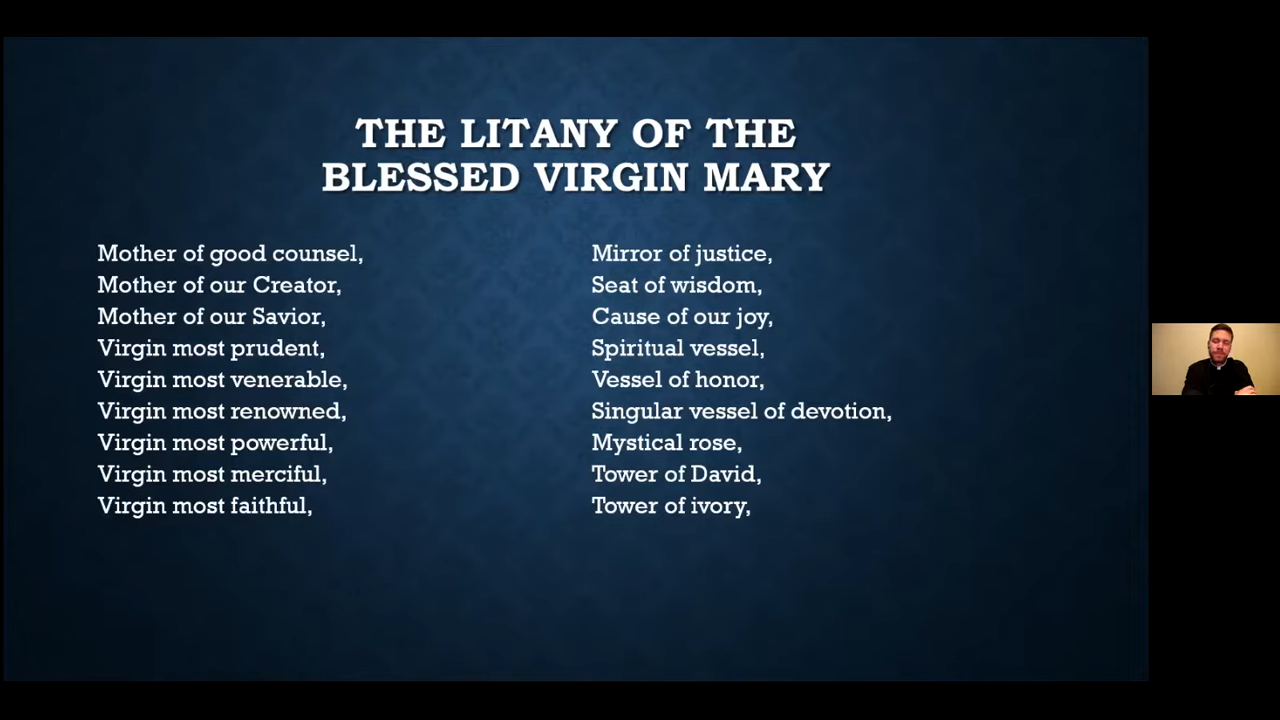 THE LITANY OF THE
BLESSED VIRGIN MARY
Mother of good counsel,
Mother of our Creator,
Mother of our Savior,
Virgin most prudent,
Virgin most venerable,
Virgin most renowned,
Virgin most powerful,
Virgin most merciful,
Virgin most faithful,
Mirror of justice,
Seat of wisdom,
Cause of our joy,
Spiritual vessel,
Vessel of honor,
Singular vessel of devotion,
Mystical rose,
Tower of David,
Tower of ivory,